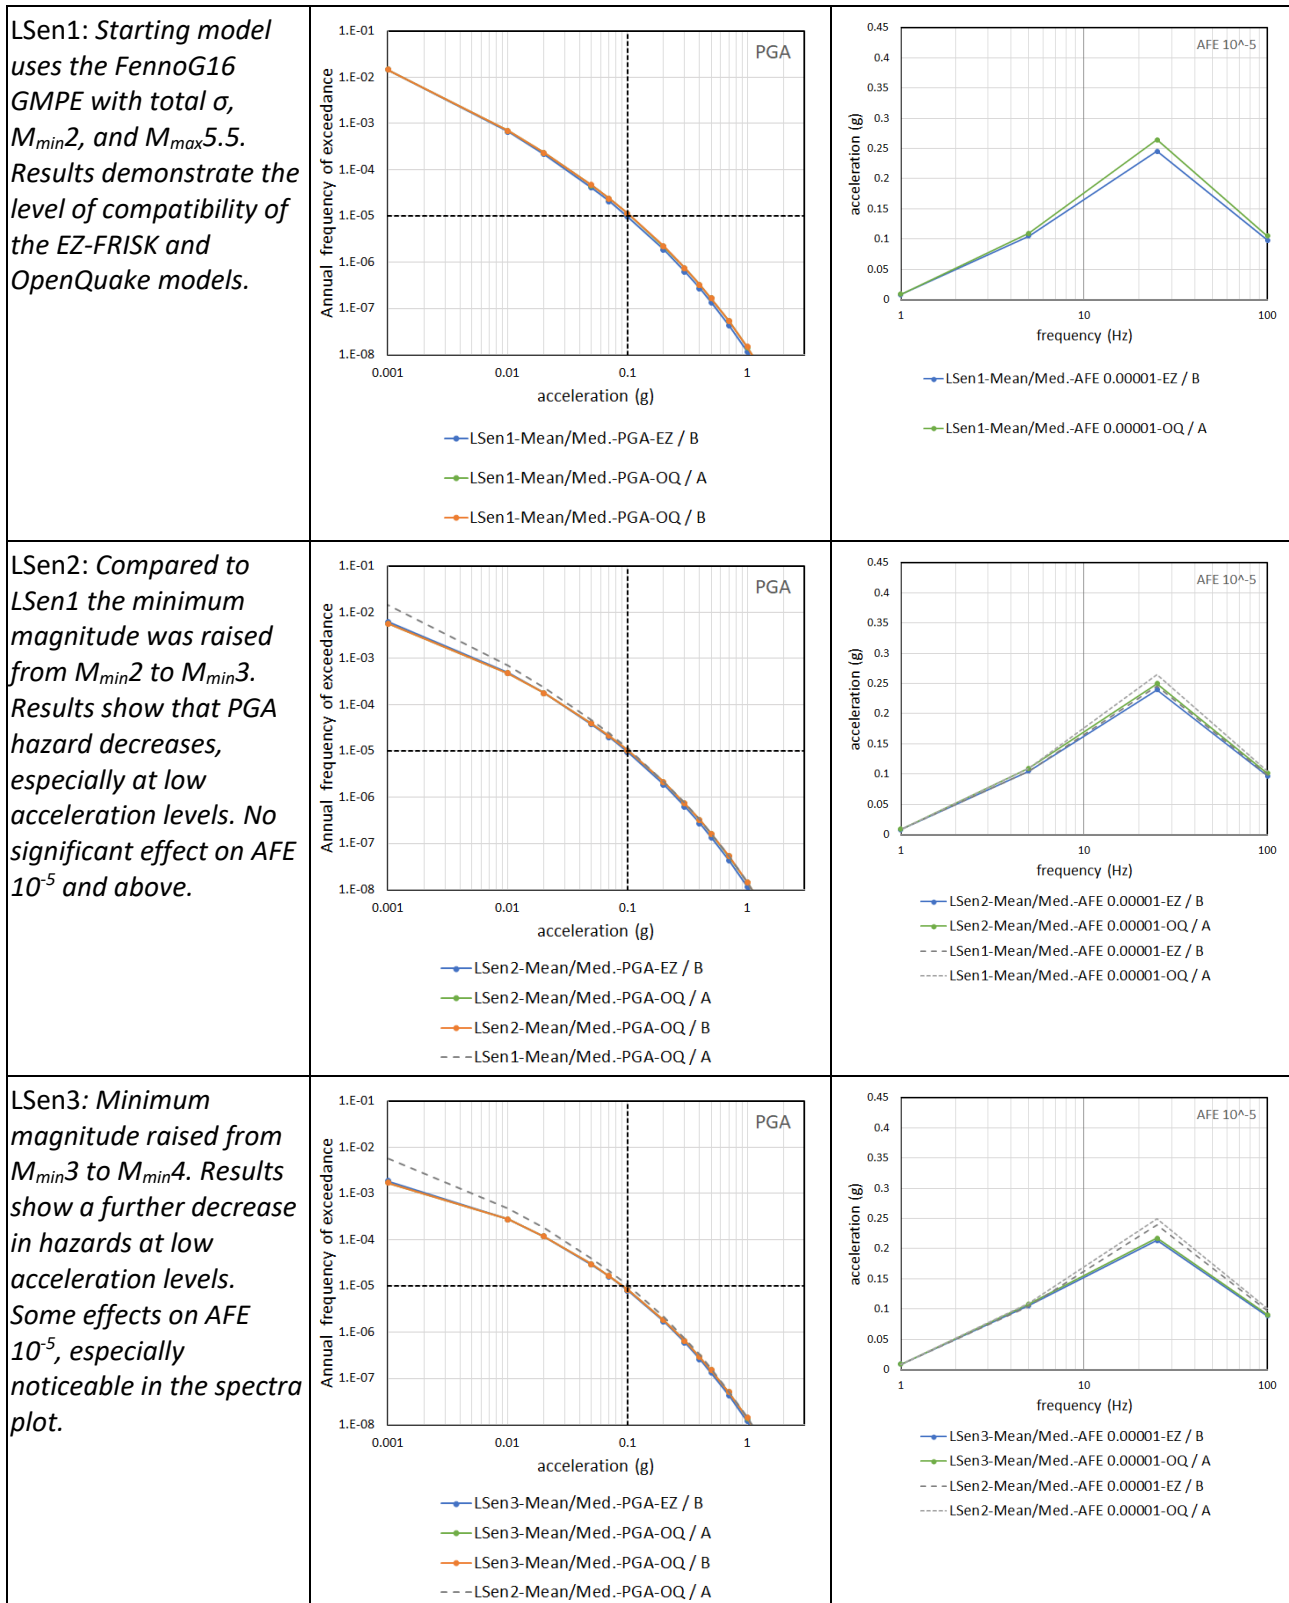 LSen1: Starting model
uses the FennoG16
GMPE with total σ,
Mmin2, and Mmax5.5.
Results demonstrate the
level of compatibility of
the EZ-FRISK and
OpenQuake models.
Annual frequency of exceedance
1.E-01
1.E-02
1.E-03
1.E-04
1.E-05
1.E-06
1.E-07
1.E-08
PGA
0.001 0.01 0.1 1
acceleration (g)
LSen1-Mean/Med.-PGA-EZ / B
LSen1-Mean/Med.-PGA-OQ / A
LSen1-Mean/Med.-PGA-OQ / B
acceleration (g)
0.45
0.4
0.35
0.3
0.25
0.2
0.15
0.1
0.05
0
AFE 10^-5
1 10 100
frequency (Hz)
LSen1-Mean/Med.-AFE 0.00001-EZ / B
LSen1-Mean/Med.-AFE 0.00001-OQ / A
LSen2: Compared to
LSen1 the minimum
magnitude was raised
from Mmin2 to Mmin3.
Results show that PGA
hazard decreases,
especially at low
acceleration levels. No
significant effect on AFE
10-5 and above.
Annual frequency of exceedance
1.E-01
1.E-02
1.E-03
1.E-04
1.E-05
1.E-06
1.E-07
1.E-08
PGA
0.001 0.01 0.1 1
acceleration (g)
LSen2-Mean/Med.-PGA-EZ / B
LSen2-Mean/Med.-PGA-OQ / A
LSen2-Mean/Med.-PGA-OQ / B
LSen1-Mean/Med.-PGA-OQ / A
acceleration (g)
0.45
0.4
0.35
0.3
0.25
0.2
0.15
0.1
0.05
0
AFE 10^-5
1 10 100
frequency (Hz)
LSen2-Mean/Med.-AFE 0.00001-EZ / B
LSen2-Mean/Med.-AFE 0.00001-OQ / A
LSen1-Mean/Med.-AFE 0.00001-EZ / B
LSen1-Mean/Med.-AFE 0.00001-OQ / A
LSen3: Minimum
magnitude raised from
Mmin3 to Mmin4. Results
show a further decrease
in hazards at low
acceleration levels.
Some effects on AFE
10-5, especially
noticeable in the spectra
plot.
Annual frequency of exceedance
1.E-01
1.E-02
1.E-03
1.E-04
1.E-05
1.E-06
1.E-07
1.E-08
PGA
0.001 0.01 0.1 1
acceleration (g)
LSen3-Mean/Med.-PGA-EZ / B
LSen3-Mean/Med.-PGA-OQ / A
LSen3-Mean/Med.-PGA-OQ / B
LSen2-Mean/Med.-PGA-OQ / A
acceleration (g)
0.45
0.4
0.35
0.3
0.25
0.2
0.15
0.1
0.05
0
AFE 10^-5
1 10 100
frequency (Hz)
LSen3-Mean/Med.-AFE 0.00001-EZ / B
LSen3-Mean/Med.-AFE 0.00001-OQ / A
LSen2-Mean/Med.-AFE 0.00001-EZ / B
LSen2-Mean/Med.-AFE 0.00001-OQ / A